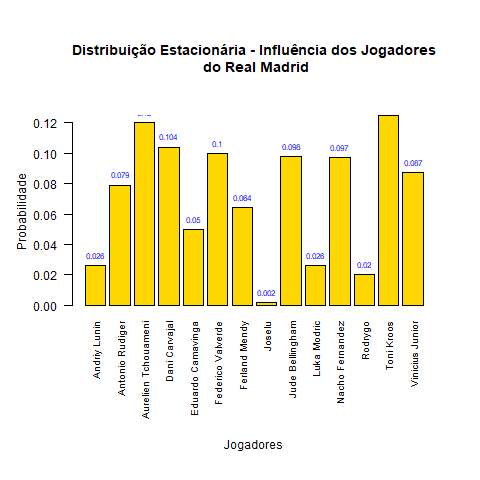 Distribuição Estacionária - Influência dos Jogadores
do Real Madrid
Probabilidade
0.12
0.10
0.08
0.06
0.04
0.02
0.00
0.026
0.079
0.104
0.05
0.1
0.064
0.002
0.098
0.026
0.097
0.02
0.087
Andriy Lunin
Antonio Rudiger
Aurelien Tchouameni
Dani Carvajal
Eduardo Camavinga
Federico Valverde
Ferland Mendy
Joselu
Jude Bellingham
Luka Modric
Nacho Fernandez
Rodrygo
Toni Kroos
Vinicius Junior
Jogadores